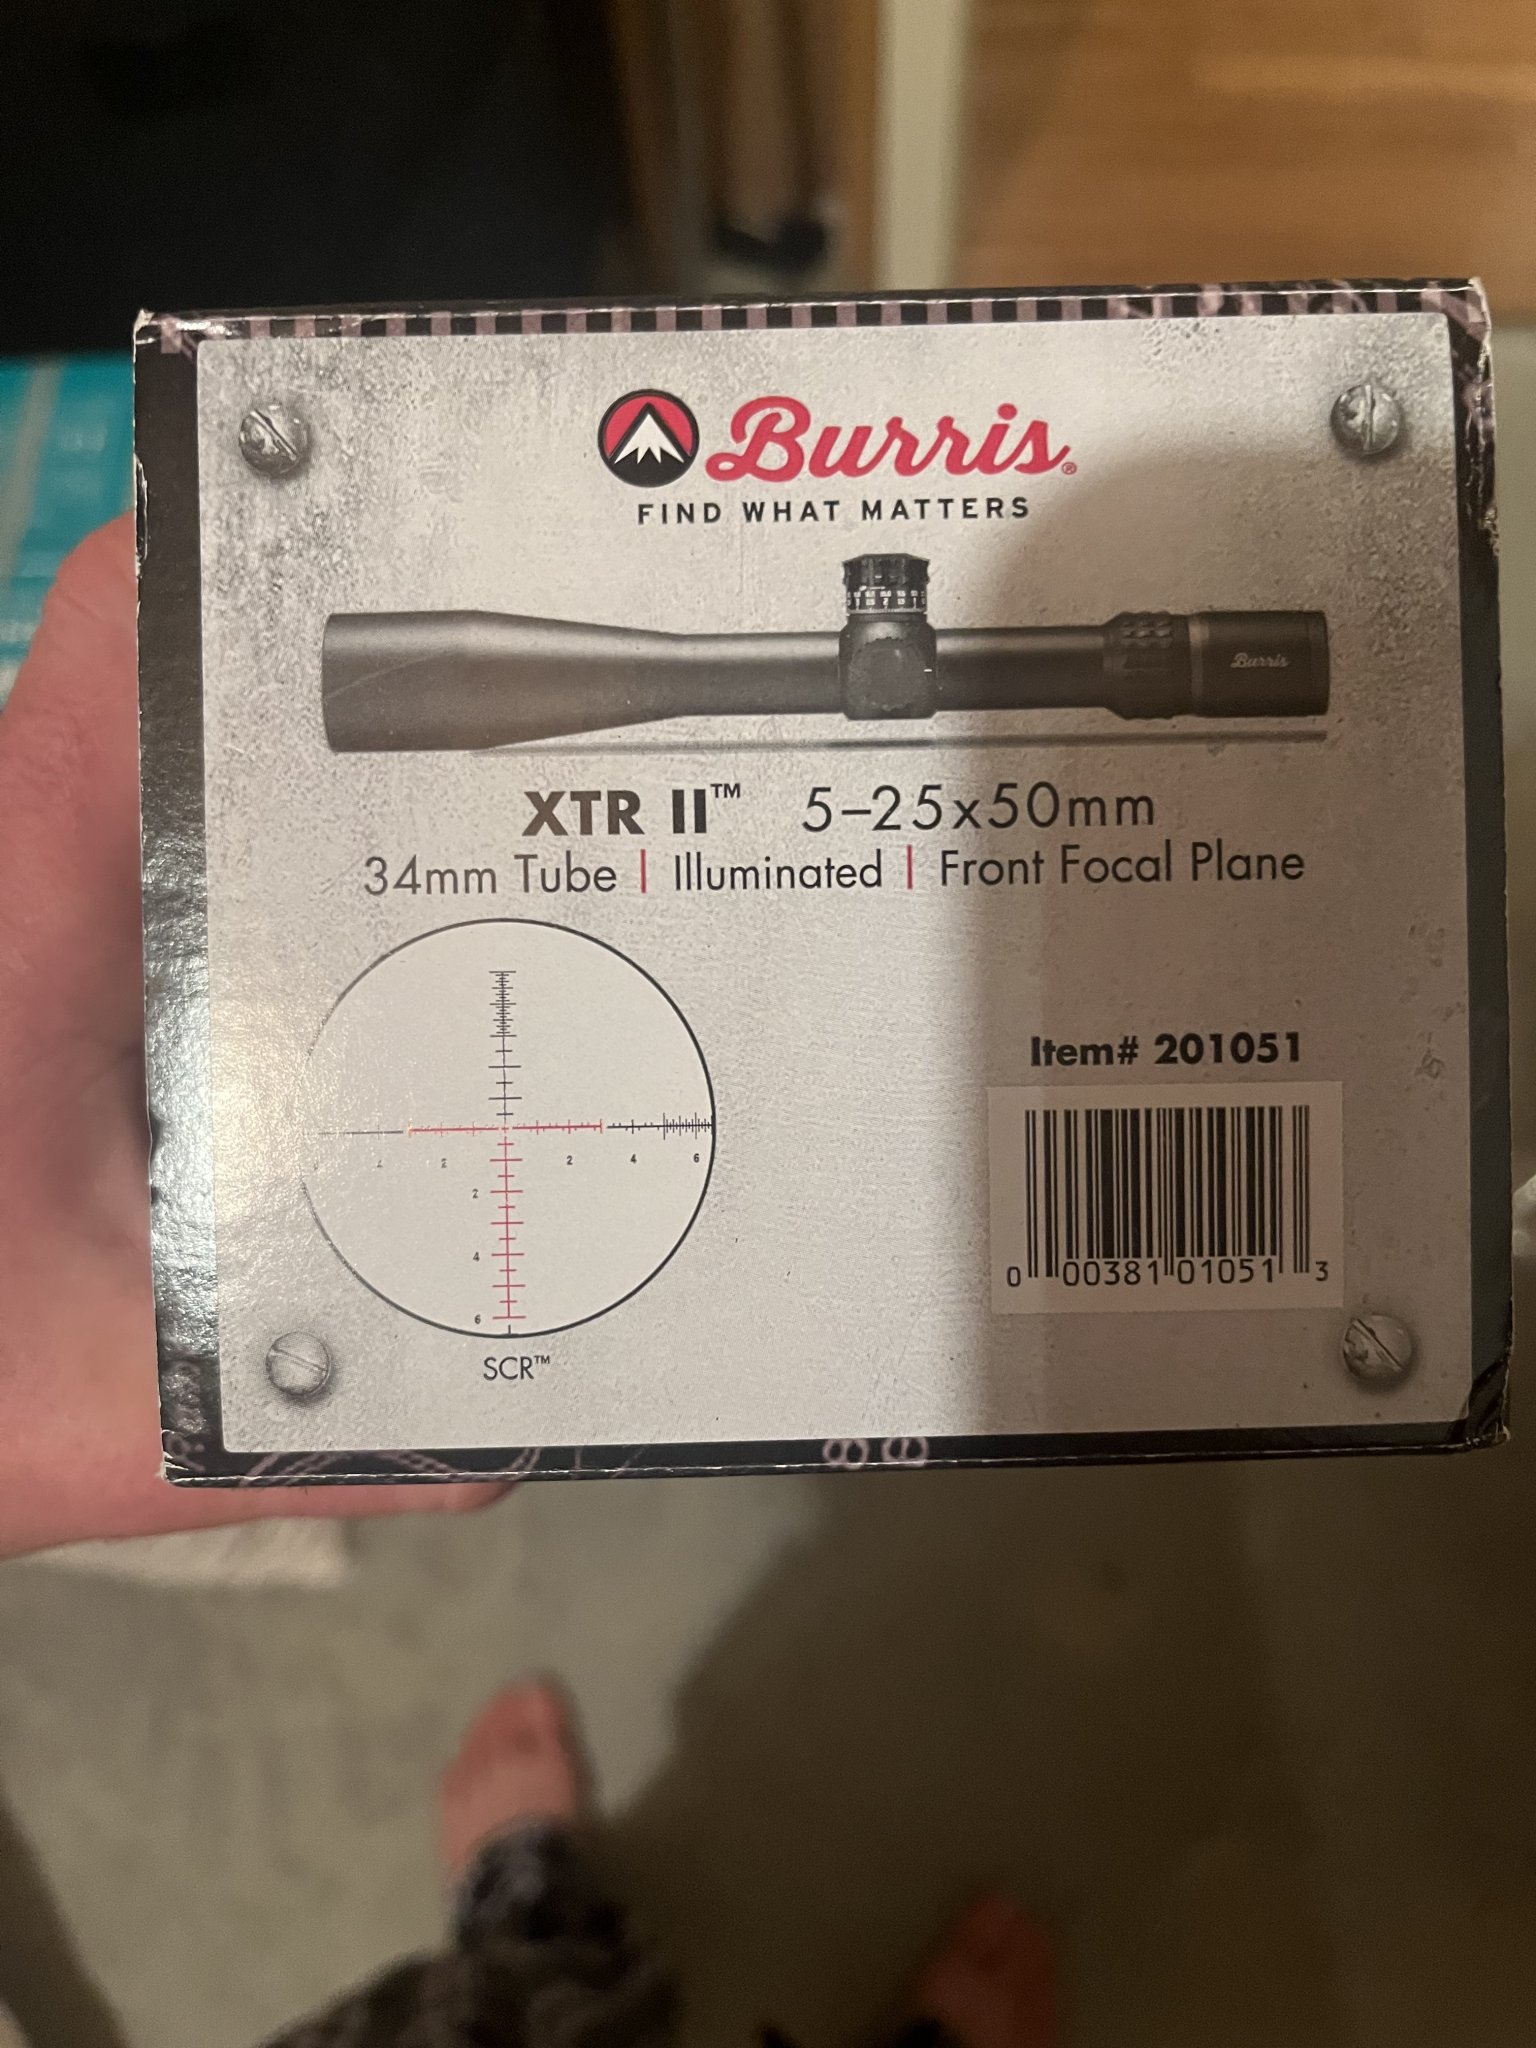 Burris®
FIND WHAT MATTERS
Burris
XTR II™ 5–25x50mm
34mm Tube | Illuminated | Front Focal Plane
2 2 4 6
2
4
6
SCR™
Item# 201051
0 00381 01051 3